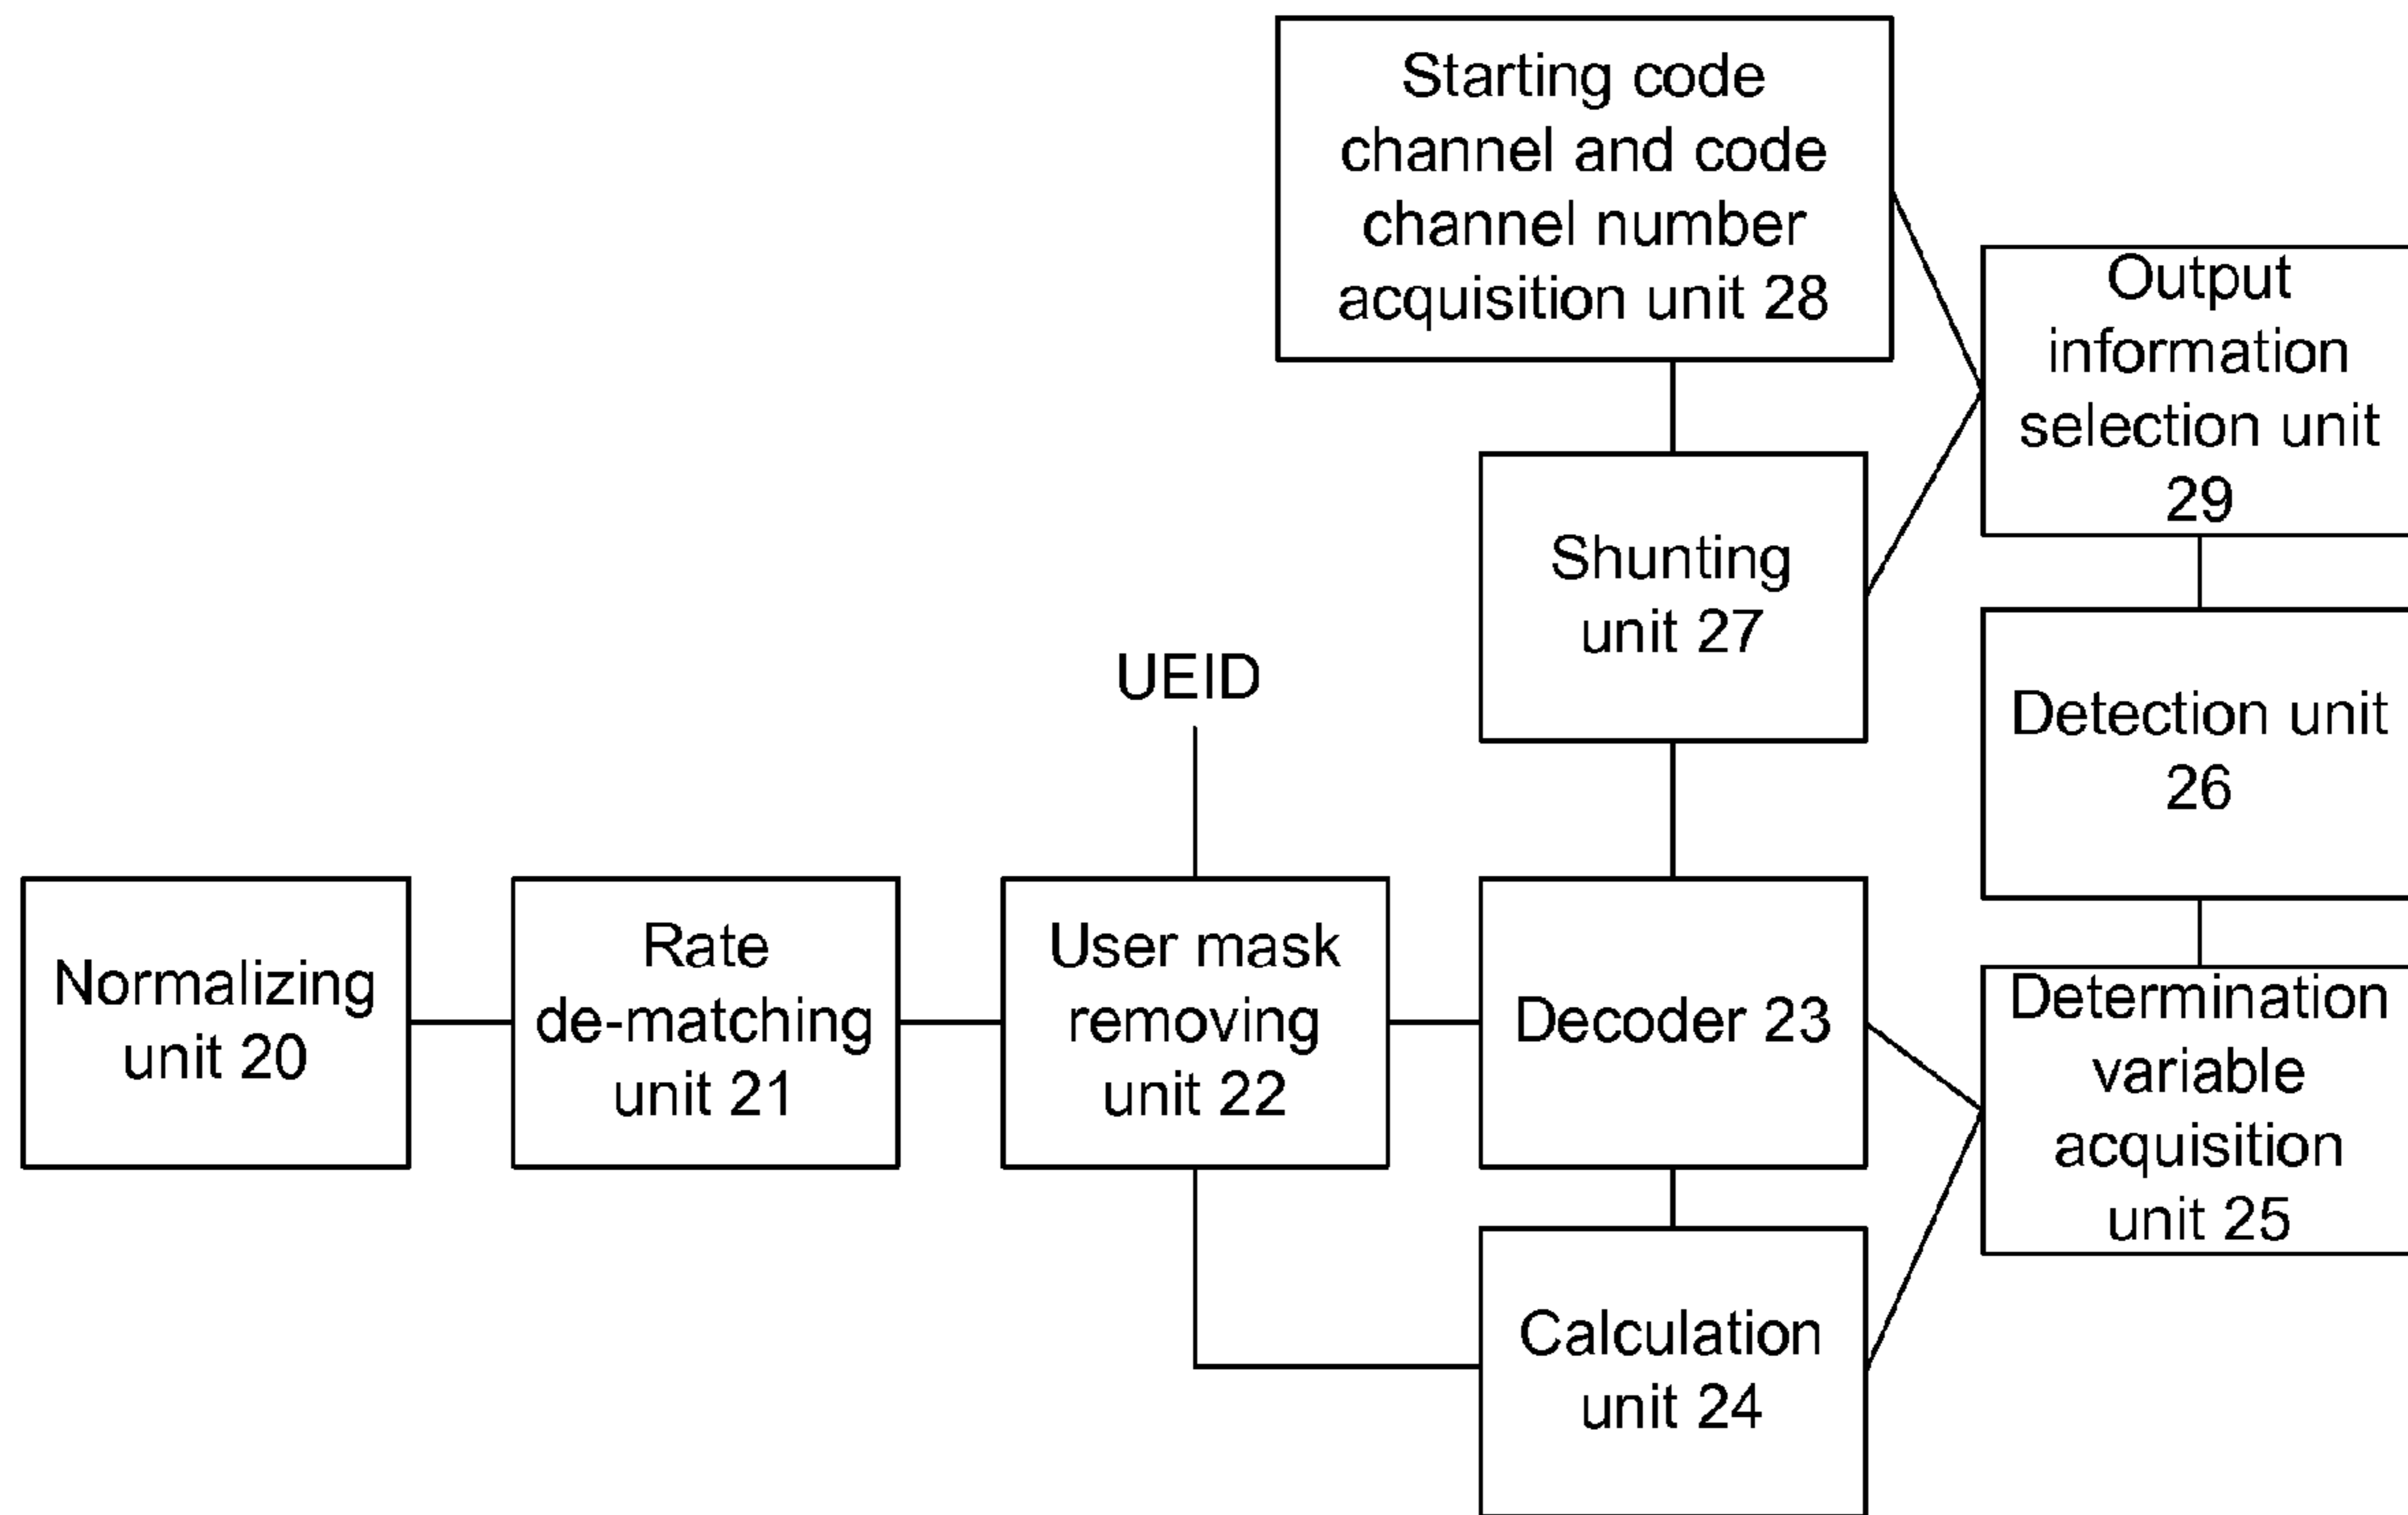 Starting code
channel and code
channel number
acquisition unit 28
Output
information
selection unit
29
Shunting
unit 27
UEID
Detection unit
26
Normalizing
unit 20
Rate
de-matching
unit 21
User mask
removing
unit 22
Decoder 23
Determination
variable
acquisition
unit 25
Calculation
unit 24